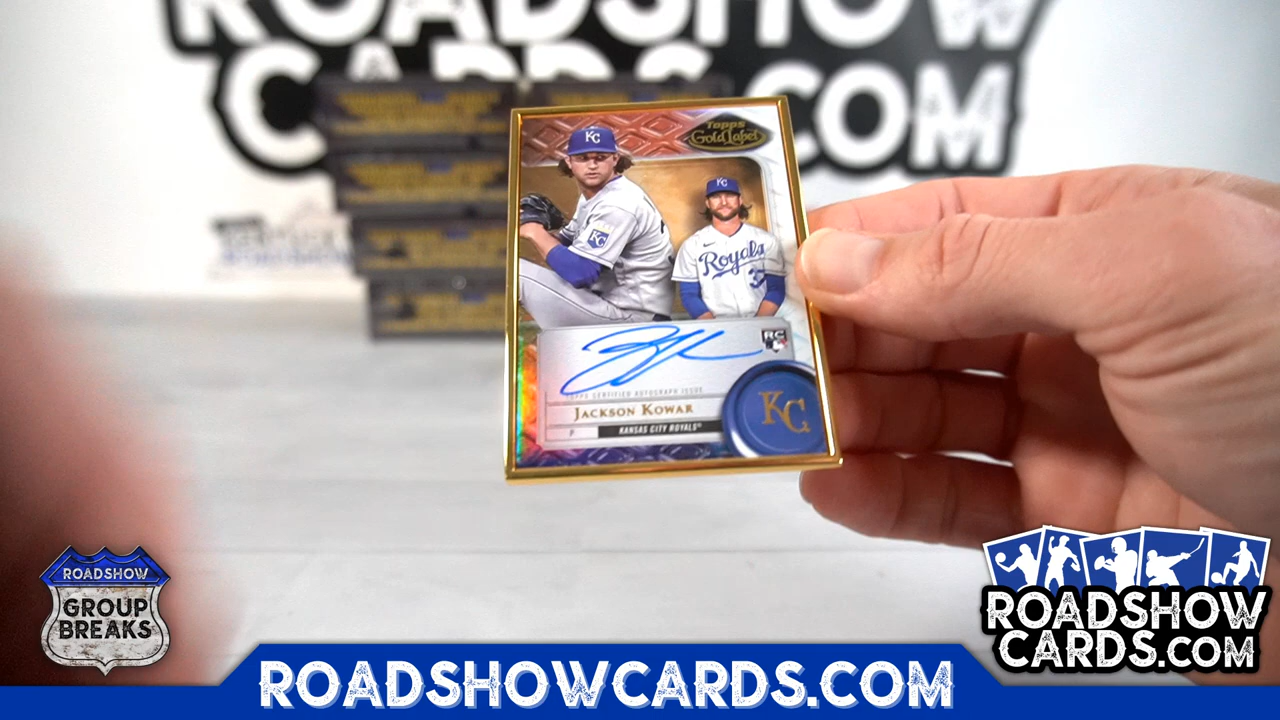 ROADSHOW
CARDS.COM
Topps
Gold Label
KC
KC
KC
Royals
RC
TOPPS CERTIFIED AUTOGRAPH ISSUE
JACKSON KOWAR
P
KANSAS CITY ROYALS
KC
ROADSHOW
GROUP
BREAKS
ROADSHOW
CARDS.COM
ROADSHOWCARDS.COM